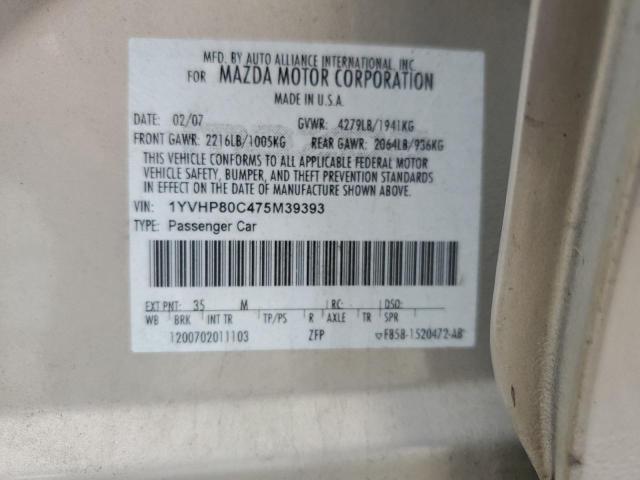 MFD. BY AUTO ALLIANCE INTERNATIONAL, INC.
FOR MAZDA MOTOR CORPORATION
MADE IN U.S.A.
DATE: 02/07 GVWR: 4279LB/1941KG
FRONT GAWR: 2216LB/1005KG REAR GAWR: 2064LB/936KG
THIS VEHICLE CONFORMS TO ALL APPLICABLE FEDERAL MOTOR
VEHICLE SAFETY, BUMPER, AND THEFT PREVENTION STANDARDS
IN EFFECT ON THE DATE OF MANUFACTURE SHOWN ABOVE.
VIN: 1YVHP80C475M39393
TYPE: Passenger Car
EXT PNT: 35 M RC: DSO:
WB BRK INT TR TP/PS R AXLE TR SPR
1200702011103 ZFP F85B-1520472-AB